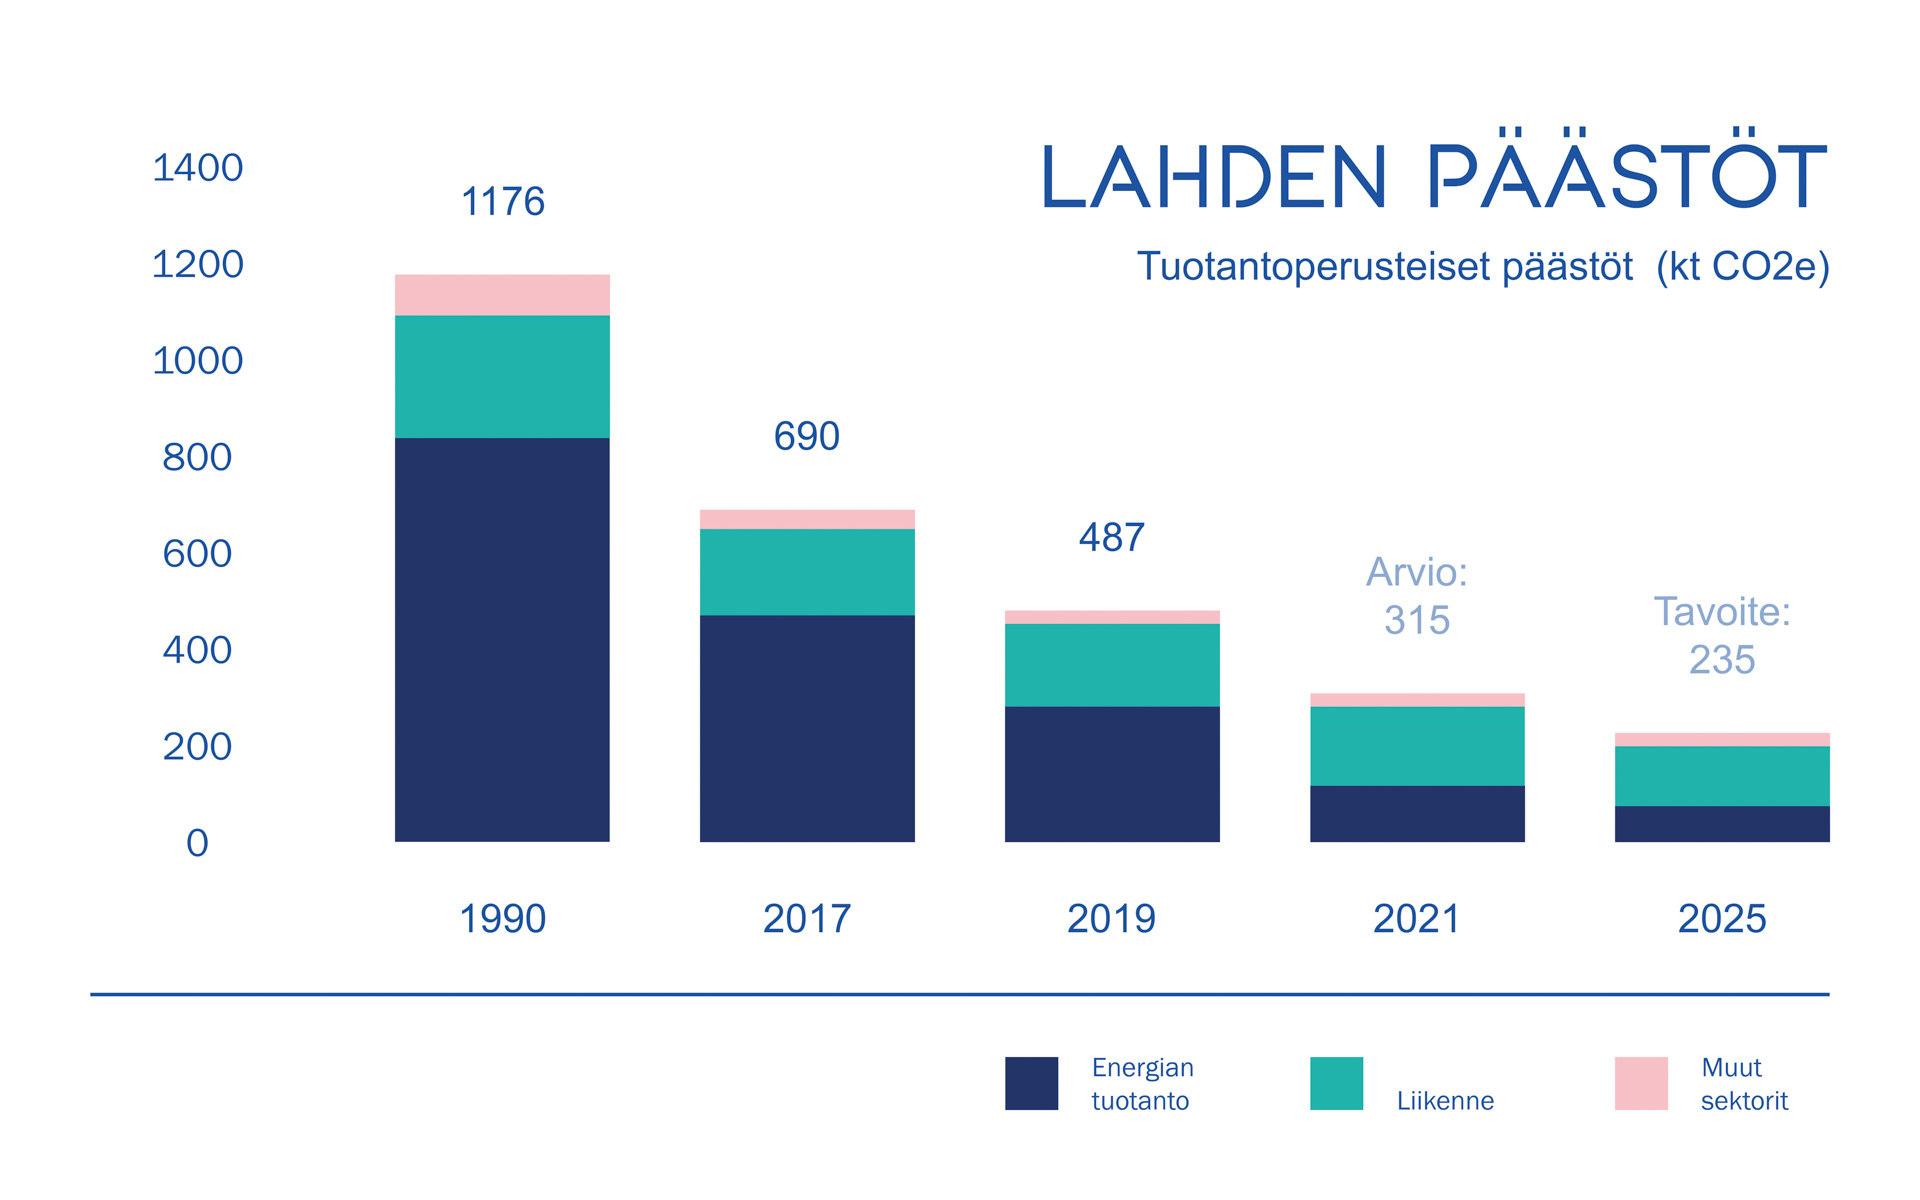 LAHDEN PÄÄSTÖT
Tuotantoperusteiset päästöt (kt CO2e)
1400
1200
1000
800
600
400
200
0
1176
690
487
Arvio:
315
Tavoite:
235
1990
2017
2019
2021
2025
Energian
tuotanto
Liikenne
Muut
sektorit